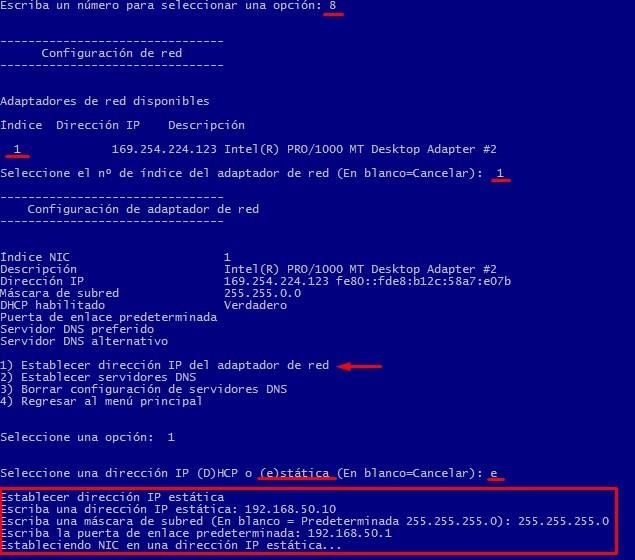 Escriba un número para seleccionar una opción: 8
--------------------------------
Configuración de red
--------------------------------
Adaptadores de red disponibles
Índice Dirección IP Descripción
1 169.254.224.123 Intel(R) PRO/1000 MT Desktop Adapter #2
Seleccione el nº de índice del adaptador de red (En blanco=Cancelar): 1
--------------------------------
Configuración de adaptador de red
--------------------------------
Índice NIC 1
Descripción Intel(R) PRO/1000 MT Desktop Adapter #2
Dirección IP 169.254.224.123 fe80::fde8:b12c:58a7:e07b
Máscara de subred 255.255.0.0
DHCP habilitado Verdadero
Puerta de enlace predeterminada
Servidor DNS preferido
Servidor DNS alternativo
1) Establecer dirección IP del adaptador de red
2) Establecer servidores DNS
3) Borrar configuración de servidores DNS
4) Regresar al menú principal
Seleccione una opción: 1
Seleccione una dirección IP (D)HCP o (e)stática (En blanco=Cancelar): e
Establecer dirección IP estática
Escriba una dirección IP estática: 192.168.50.10
Escriba una máscara de subred (En blanco = Predeterminada 255.255.255.0): 255.255.255.0
Escriba la puerta de enlace predeterminada: 192.168.50.1
Estableciendo NIC en una dirección IP estática...